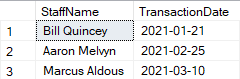 StaffName TransactionDate
1 Bill Quincey 2021-01-21
2 Aaron Melvyn 2021-02-25
3 Marcus Aldous 2021-03-10